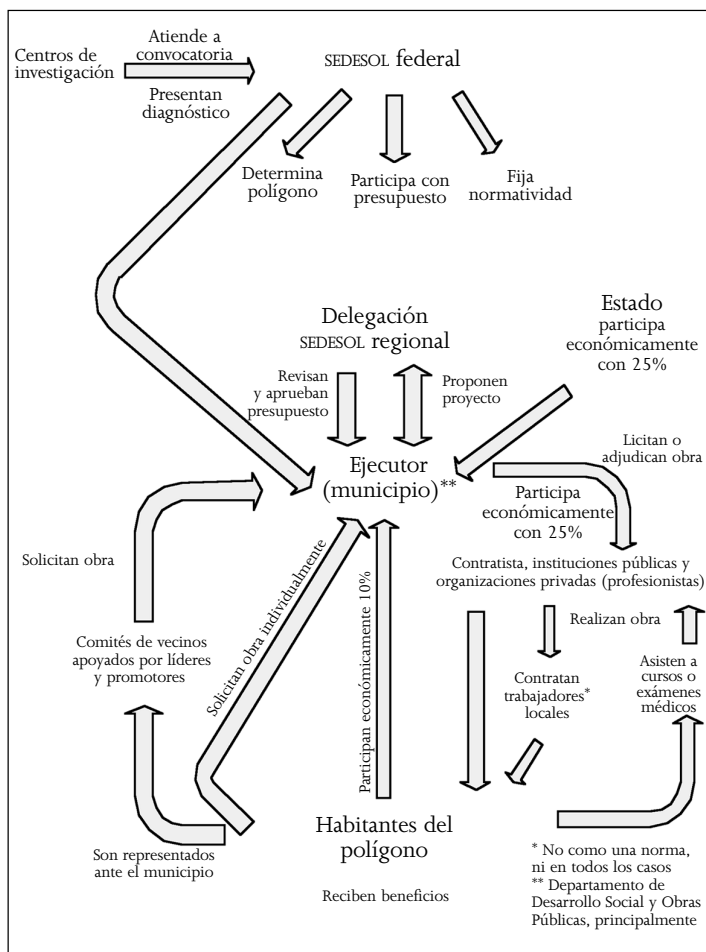 Centros de
investigación
Atiende a
convocatoria
Presentan
diagnóstico
SEDESOL federal
Determina
polígono
Participa con
presupuesto
Fija
normatividad
Delegación
SEDESOL regional
Estado
participa
económicamente
con 25%
Revisan
y aprueban
presupuesto
Proponen
proyecto
Ejecutor
(municipio)**
Licitan o
adjudican obra
Participa
económicamente
con 25%
Solicitan obra
Contratista, instituciones públicas y
organizaciones privadas (profesionistas)
Solicitan obra individualmente
Participan económicamente 10%
Realizan obra
Comités de vecinos
apoyados por líderes
y promotores
Contratan
trabajadores*
locales
Asisten a
cursos o
exámenes
médicos
Habitantes del
polígono
Son representados
ante el municipio
Reciben beneficios
* No como una norma,
ni en todos los casos
** Departamento de
Desarrollo Social y Obras
Públicas, principalmente